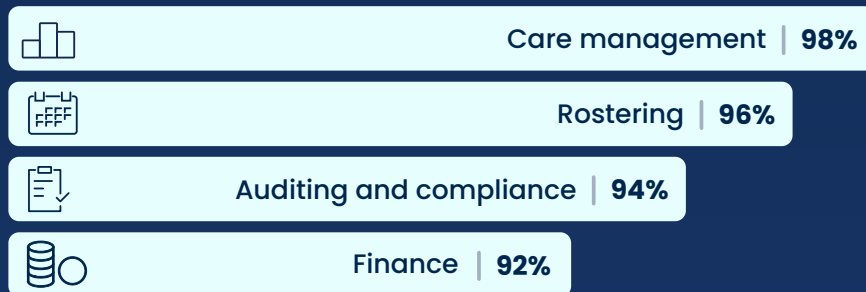 Care management | 98%
Rostering | 96%
Auditing and compliance | 94%
Finance | 92%